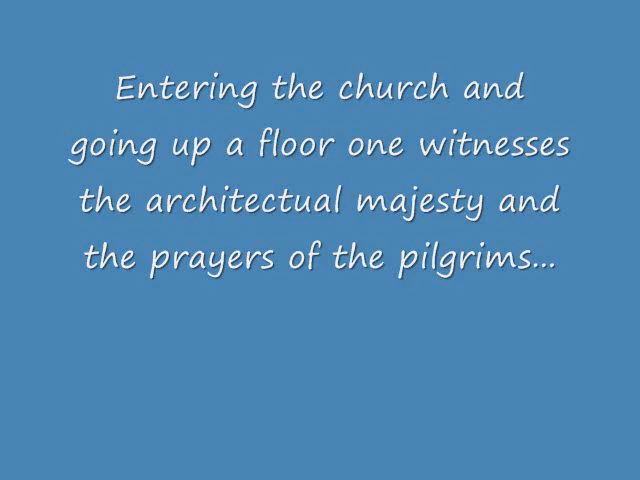 Entering the church and
going up a floor one witnesses
the architectual majesty and
the prayers of the pilgrims...